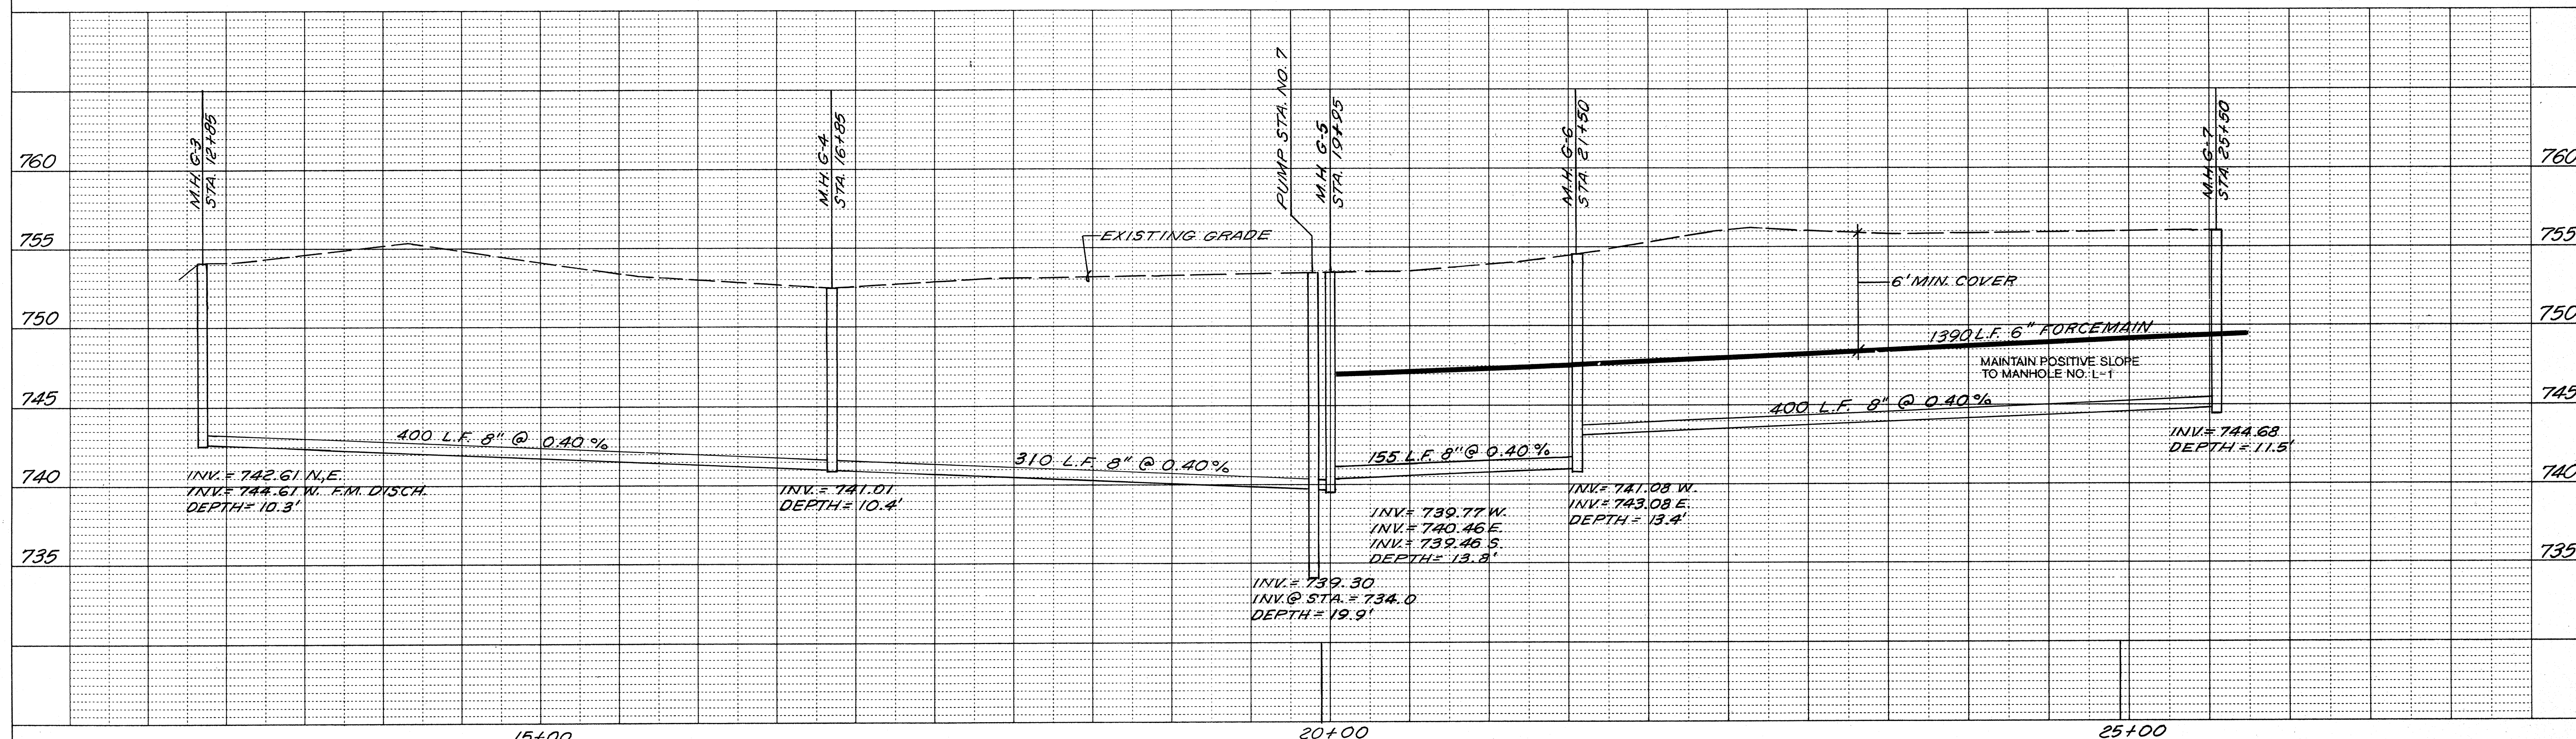 M.H. G-3
STA. 12+85
M.H. G-4
STA. 16+85
PUMP STA. NO. 7
M.H. G-5
STA. 19+95
M.H. G-6
STA. 21+50
M.H. G-7
STA. 25+50
760
760
755
755
750
750
745
745
740
740
735
735
EXISTING GRADE
6' MIN. COVER
1390 L.F. 6" FORCEMAIN
MAINTAIN POSITIVE SLOPE
TO MANHOLE NO. L-1
400 L.F. 8" @ 0.40%
310 L.F. 8" @ 0.40%
155 L.F. 8" @ 0.40%
400 L.F. 8" @ 0.40%
INV. = 742.61 N,E
INV. = 744.61 W. F.M. DISCH.
DEPTH = 10.3'
INV. = 741.01
DEPTH = 10.4'
INV. = 739.77 W.
INV. = 740.46 E.
INV. = 739.46 S.
DEPTH = 13.8'
INV. = 739.30
INV. @ STA. = 734.0
DEPTH = 19.9'
INV. = 741.08 W.
INV. = 743.08 E.
DEPTH = 13.4'
INV. = 744.68
DEPTH = 11.5'
15+00
20+00
25+00